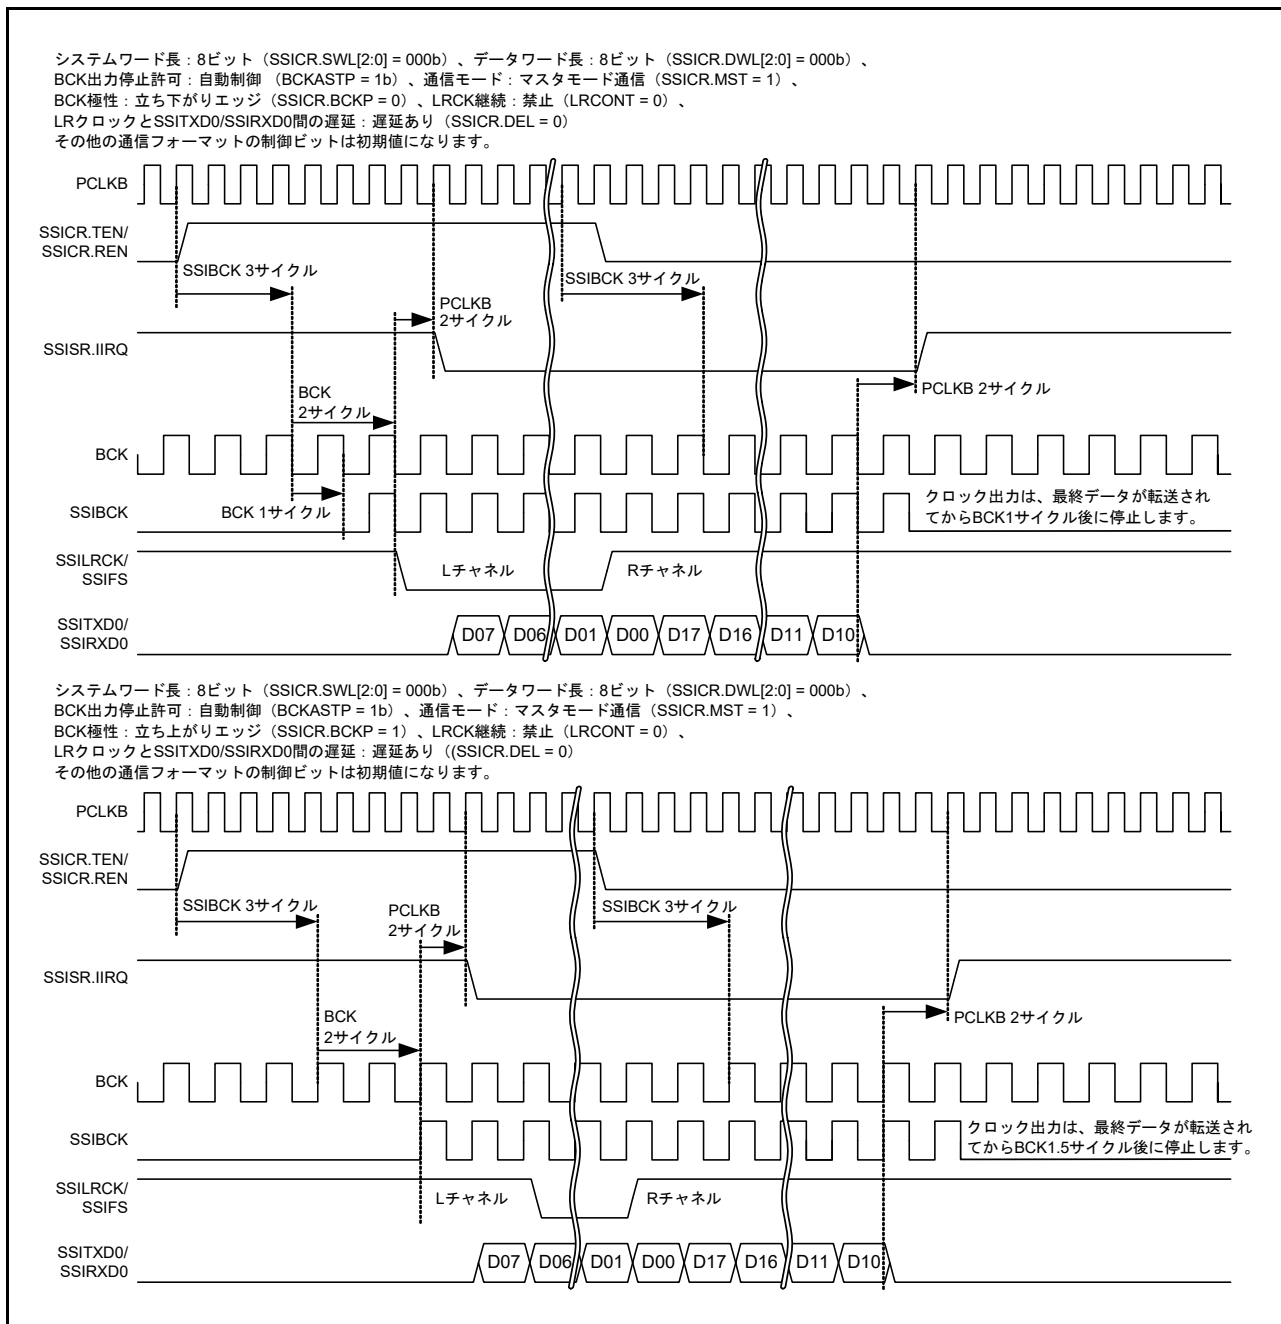 システムワード長：8ビット（SSICR.SWL[2:0] = 000b）、データワード長：8ビット（SSICR.DWL[2:0] = 000b）、
BCK出力停止許可：自動制御 （BCKASTP = 1b）、通信モード：マスタモード通信（SSICR.MST = 1）、
BCK極性：立ち下がりエッジ（SSICR.BCKP = 0）、LRCK継続：禁止（LRCONT = 0）、
LRクロックとSSITXD0/SSIRXD0間の遅延：遅延あり（SSICR.DEL = 0）
その他の通信フォーマットの制御ビットは初期値になります。
PCLKB
SSICR.TEN/
SSICR.REN
SSIBCK 3サイクル
SSIBCK 3サイクル
PCLKB
2サイクル
SSISR.IIRQ
BCK
2サイクル
PCLKB 2サイクル
BCK
SSIBCK
BCK 1サイクル
クロック出力は、最終データが転送され
てからBCK1サイクル後に停止します。
SSILRCK/
SSIFS
Lチャネル
Rチャネル
SSITXD0/
SSIRXD0
D07 D06 D01 D00 D17 D16 D11 D10
システムワード長：8ビット（SSICR.SWL[2:0] = 000b）、データワード長：8ビット（SSICR.DWL[2:0] = 000b）、
BCK出力停止許可：自動制御（BCKASTP = 1b）、通信モード：マスタモード通信（SSICR.MST = 1）、
BCK極性：立ち上がりエッジ（SSICR.BCKP = 1）、LRCK継続：禁止（LRCONT = 0）、
LRクロックとSSITXD0/SSIRXD0間の遅延：遅延あり（(SSICR.DEL = 0）
その他の通信フォーマットの制御ビットは初期値になります。
PCLKB
SSICR.TEN/
SSICR.REN
SSIBCK 3サイクル
PCLKB
2サイクル
SSIBCK 3サイクル
SSISR.IIRQ
BCK
2サイクル
PCLKB 2サイクル
BCK
SSIBCK
クロック出力は、最終データが転送され
てからBCK1.5サイクル後に停止します。
SSILRCK/
SSIFS
Lチャネル
Rチャネル
SSITXD0/
SSIRXD0
D07 D06 D01 D00 D17 D16 D11 D10